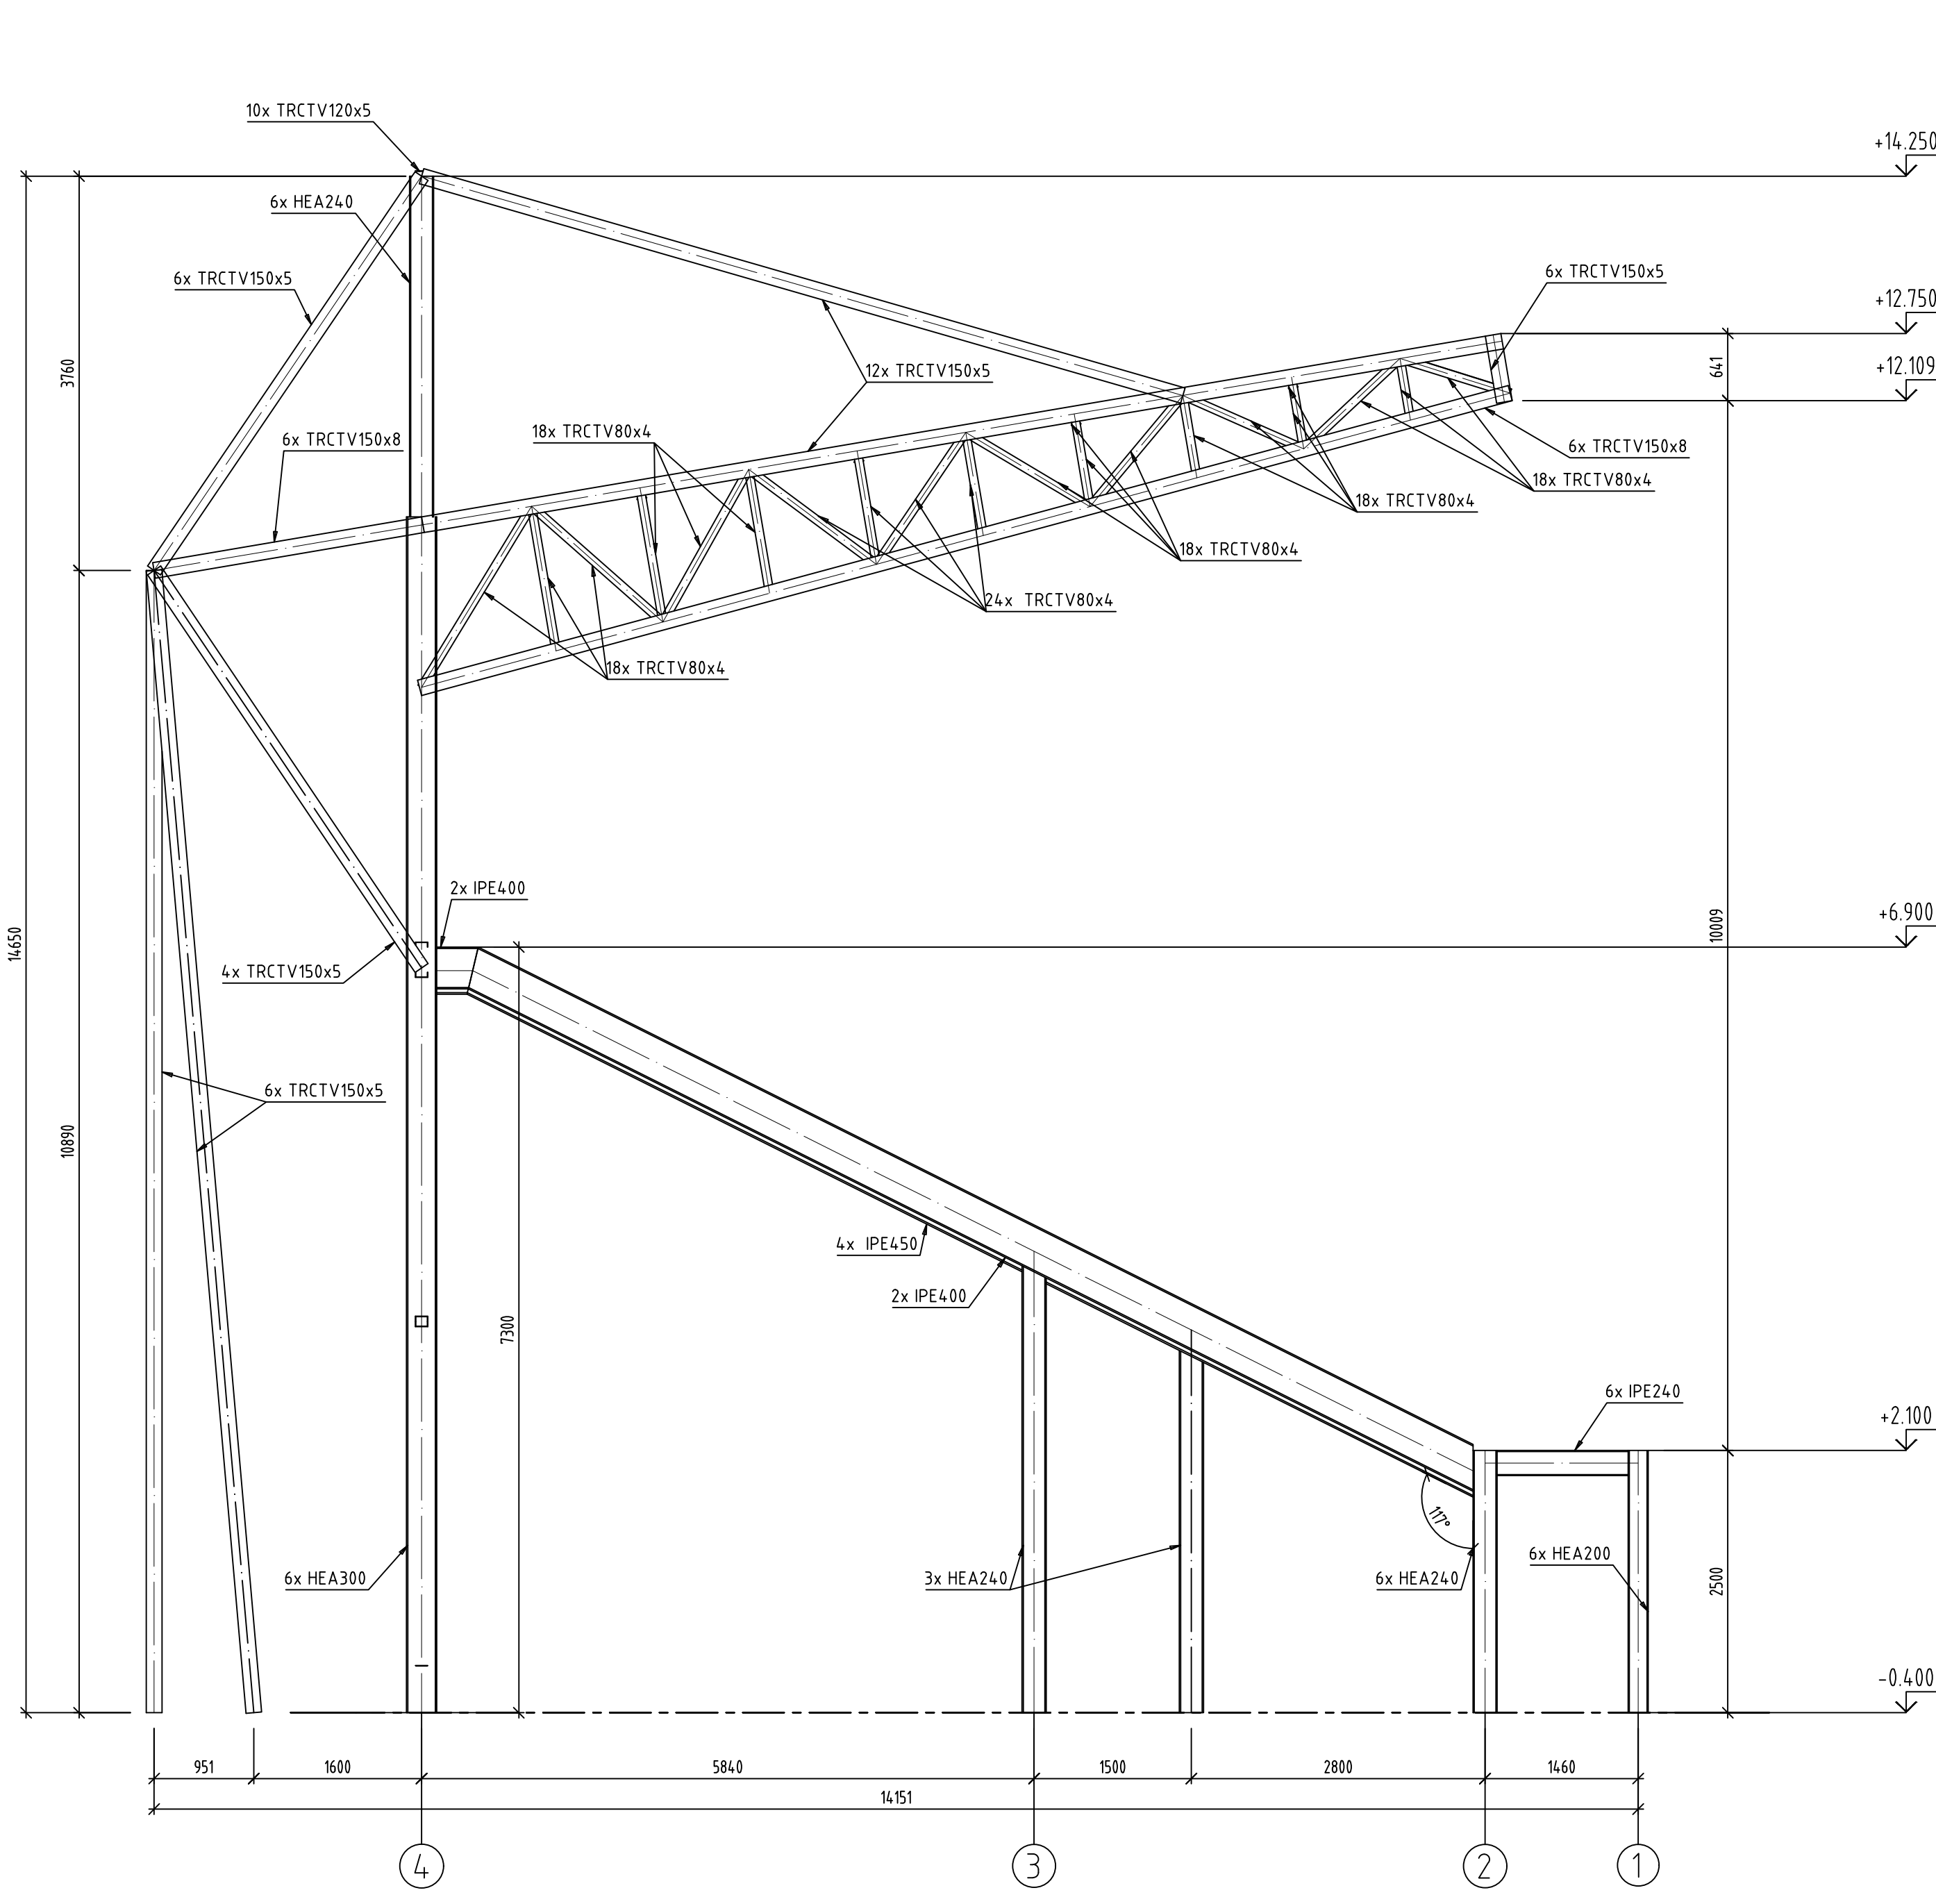 10x TRCTV120x5
+14.250
6x HEA240
6x TRCTV150x5
6x TRCTV150x5
+12.750
3760
12x TRCTV150x5
641
+12.109
18x TRCTV80x4
6x TRCTV150x8
6x TRCTV150x8
18x TRCTV80x4
18x TRCTV80x4
18x TRCTV80x4
24x TRCTV80x4
18x TRCTV80x4
2x IPE400
+6.900
14650
10009
4x TRCTV150x5
6x TRCTV150x5
10890
4x IPE450
2x IPE400
7300
6x IPE240
+2.100
117°
6x HEA300
3x HEA240
6x HEA240
6x HEA200
2500
-0.400
951
1600
5840
1500
2800
1460
14151
4
3
2
1